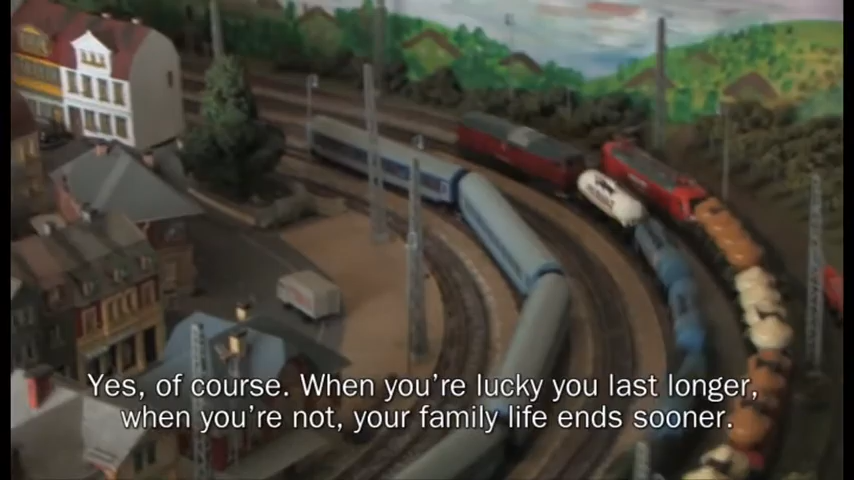 Yes, of course. When you're lucky you last longer,
when you're not, your family life ends sooner.